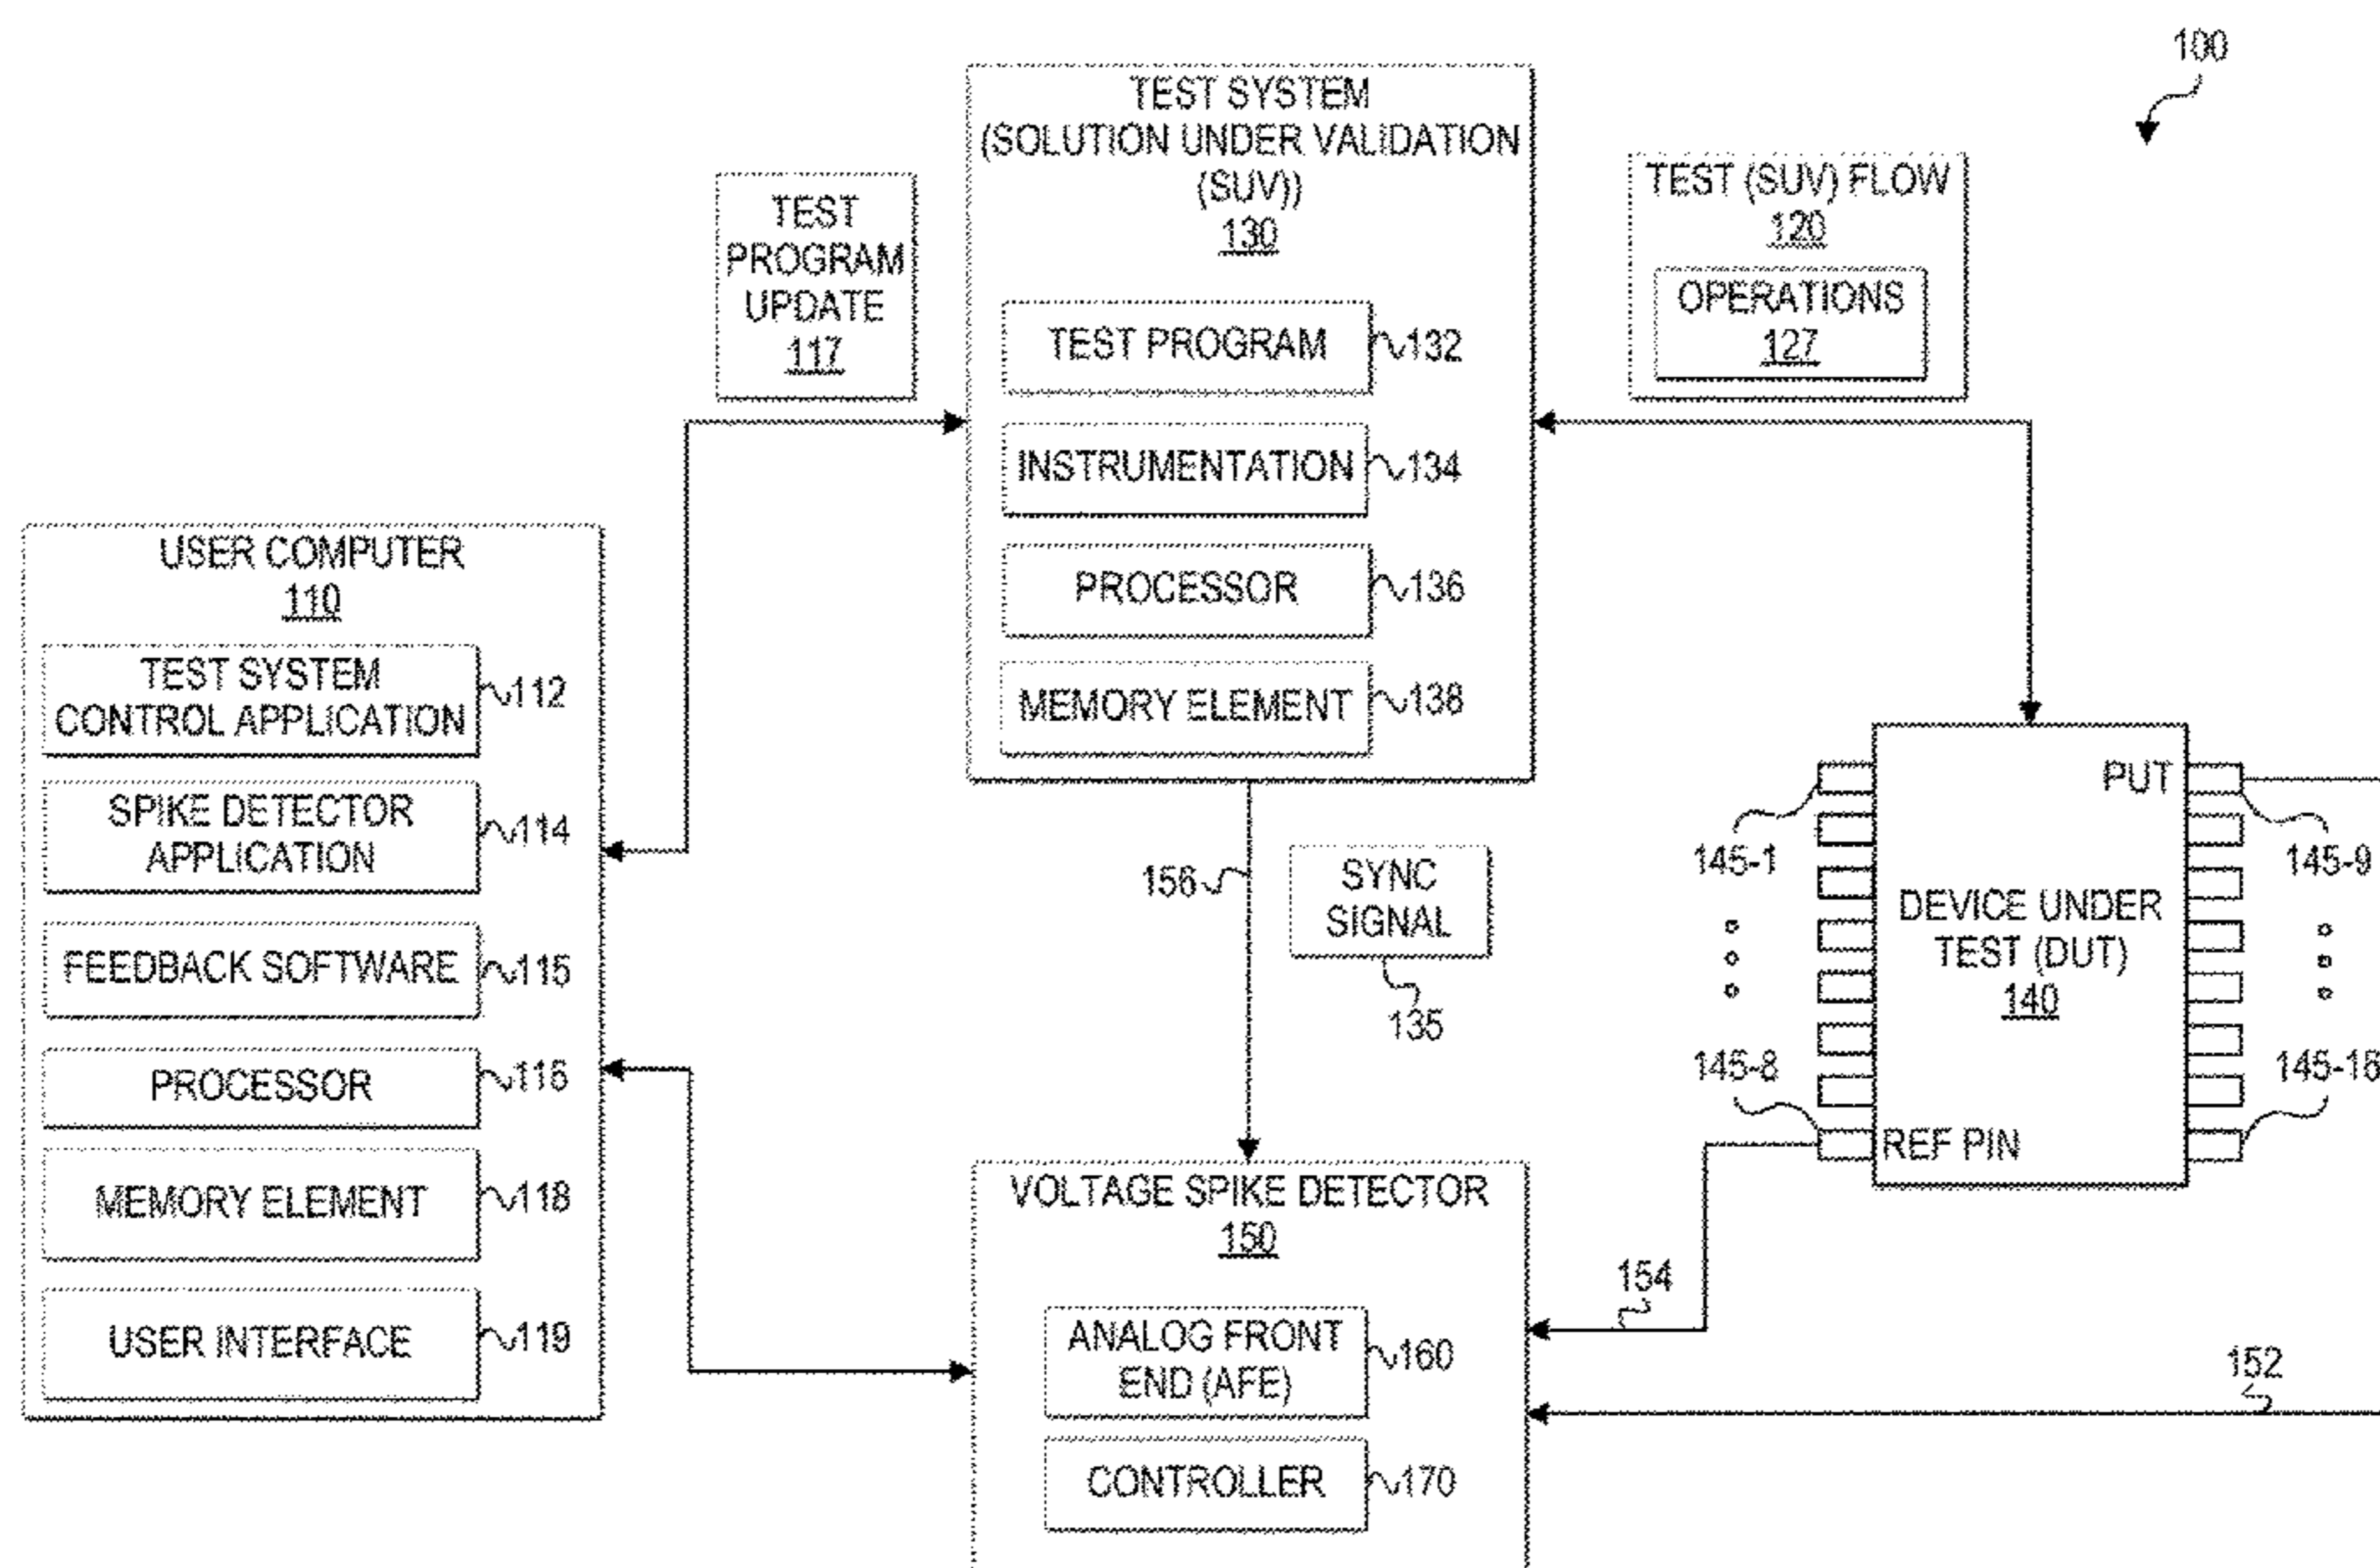 100
TEST SYSTEM
(SOLUTION UNDER VALIDATION
(SUV))
130
TEST PROGRAM
132
INSTRUMENTATION
134
PROCESSOR
136
MEMORY ELEMENT
138
TEST
PROGRAM
UPDATE
117
TEST (SUV) FLOW
120
OPERATIONS
127
USER COMPUTER
110
TEST SYSTEM
CONTROL APPLICATION
112
SPIKE DETECTOR
APPLICATION
114
FEEDBACK SOFTWARE
115
PROCESSOR
116
MEMORY ELEMENT
118
USER INTERFACE
119
156
SYNC
SIGNAL
135
PUT
145-1
145-9
DEVICE UNDER
TEST (DUT)
140
145-8
145-16
REF PIN
VOLTAGE SPIKE DETECTOR
150
ANALOG FRONT
END (AFE)
160
CONTROLLER
170
154
152